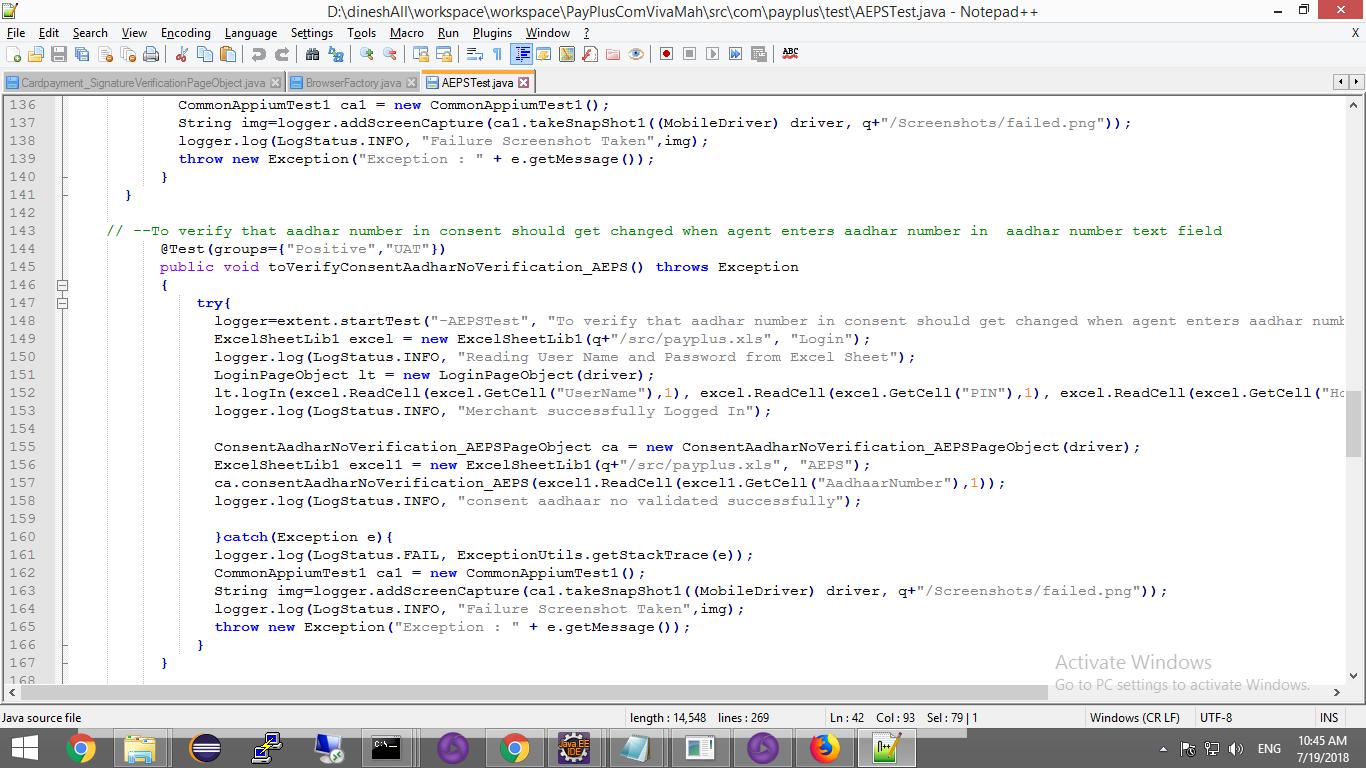 D:\dineshAll\workspace\workspace\PayPlusComVivaMah\src\com\payplus\test\AEPSTest.java - Notepad++
File Edit Search View Encoding Language Settings Tools Macro Run Plugins Window ? X
Cardpayment_SignatureVerificationPageObject.java BrowserFactory.java AEPSTest.java
136 CommonAppiumTest1 ca1 = new CommonAppiumTest1();
137 String img=logger.addScreenCapture(ca1.takeSnapShot1((MobileDriver) driver, q+"/Screenshots/failed.png"));
138 logger.log(LogStatus.INFO, "Failure Screenshot Taken",img);
139 throw new Exception("Exception : " + e.getMessage());
140 }
141 }
142
143 // --To verify that aadhar number in consent should get changed when agent enters aadhar number in  aadhar number text field
144 @Test(groups={"Positive","UAT"})
145 public void toVerifyConsentAadharNoVerification_AEPS() throws Exception
146 {
147 try{
148 logger=extent.startTest("-AEPSTest", "To verify that aadhar number in consent should get changed when agent enters aadhar numb
149 ExcelSheetLib1 excel = new ExcelSheetLib1(q+"/src/payplus.xls", "Login");
150 logger.log(LogStatus.INFO, "Reading User Name and Password from Excel Sheet");
151 LoginPageObject lt = new LoginPageObject(driver);
152 lt.logIn(excel.ReadCell(excel.GetCell("UserName"),1), excel.ReadCell(excel.GetCell("PIN"),1), excel.ReadCell(excel.GetCell("Ho
153 logger.log(LogStatus.INFO, "Merchant successfully Logged In");
154
155 ConsentAadharNoVerification_AEPSPageObject ca = new ConsentAadharNoVerification_AEPSPageObject(driver);
156 ExcelSheetLib1 excel1 = new ExcelSheetLib1(q+"/src/payplus.xls", "AEPS");
157 ca.consentAadharNoVerification_AEPS(excel1.ReadCell(excel1.GetCell("AadhaarNumber"),1));
158 logger.log(LogStatus.INFO, "consent aadhaar no validated successfully");
159
160 }catch(Exception e){
161 logger.log(LogStatus.FAIL, ExceptionUtils.getStackTrace(e));
162 CommonAppiumTest1 ca1 = new CommonAppiumTest1();
163 String img=logger.addScreenCapture(ca1.takeSnapShot1((MobileDriver) driver, q+"/Screenshots/failed.png"));
164 logger.log(LogStatus.INFO, "Failure Screenshot Taken",img);
165 throw new Exception("Exception : " + e.getMessage());
166 }
167 }
168
Activate Windows
Go to PC settings to activate Windows.
Java source file length : 14,548 lines : 269 Ln : 42 Col : 93 Sel : 79 | 1 Windows (CR LF) UTF-8 INS
ENG 10:45 AM
7/19/2018